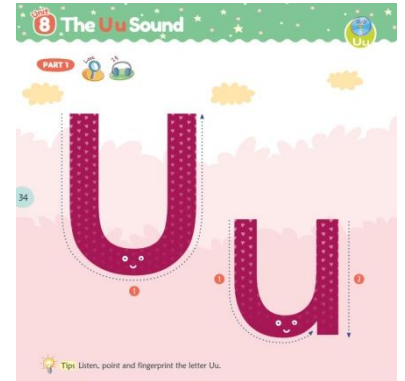 Unit
8 The Uu Sound
Uu
PART 1
34
1
1
2
Tips Listen, point and fingerprint the letter Uu.